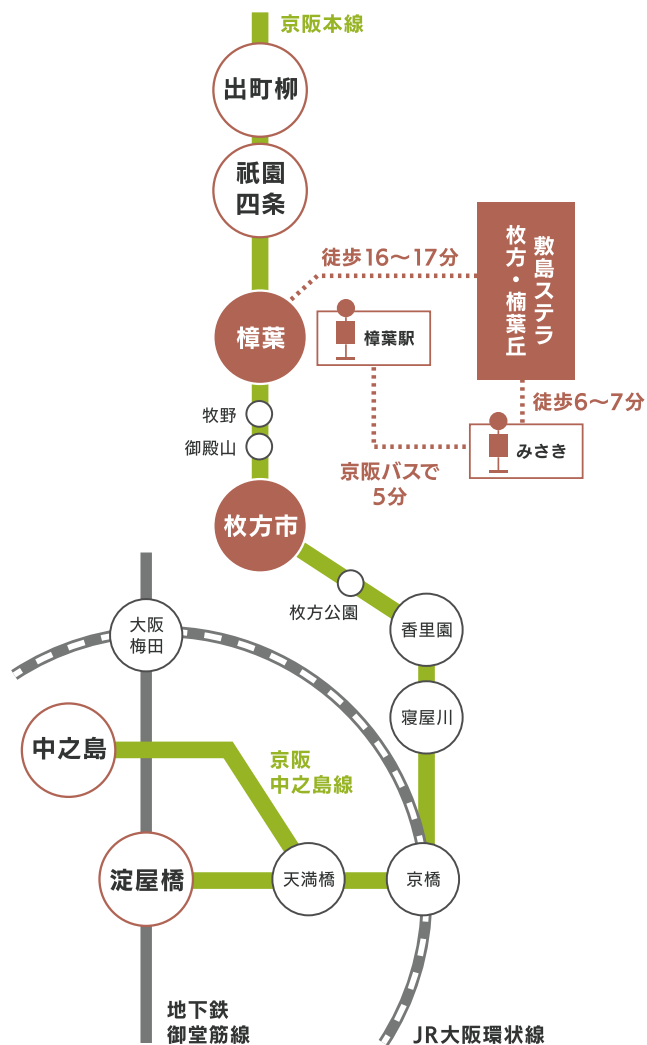 京阪本線
出町柳
祇園
四条
徒歩16〜17分
敷島ステラ
枚方・楠葉丘
樟葉
樟葉駅
徒歩6〜7分
牧野
御殿山
みさき
京阪バスで
5分
枚方市
枚方公園
香里園
大阪
梅田
寝屋川
中之島
京阪
中之島線
淀屋橋
天満橋
京橋
地下鉄
御堂筋線
JR大阪環状線